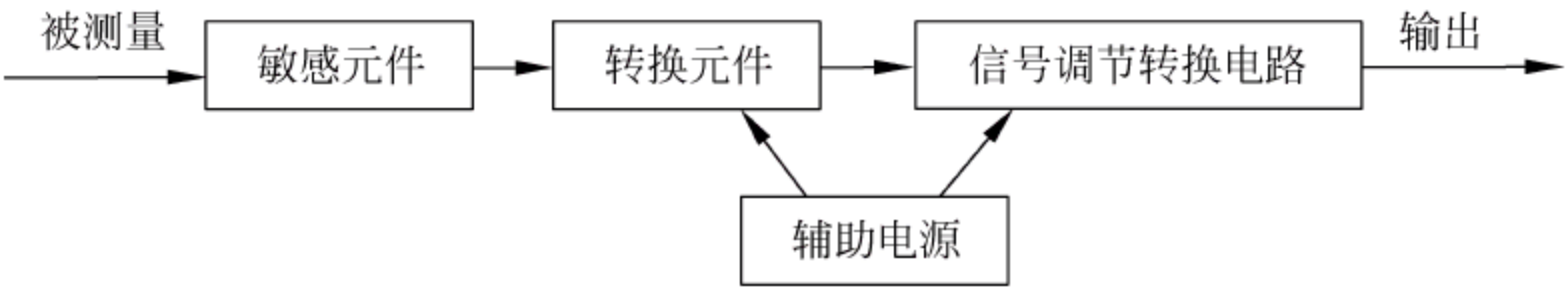 被测量
敏感元件
转换元件
信号调节转换电路
输出
辅助电源